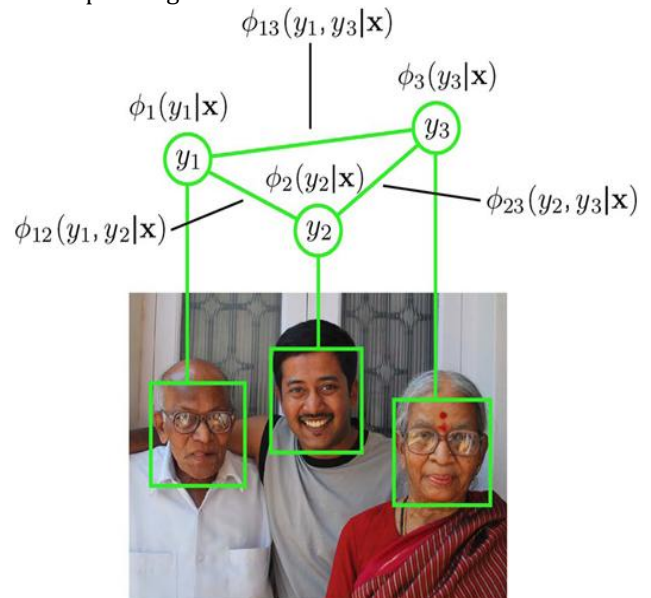 ϕ₁₃(y₁, y₃|𝐱)
ϕ₃(y₃|𝐱)
ϕ₁(y₁|𝐱)
y₃
y₁
ϕ₂(y₂|𝐱)
ϕ₂₃(y₂, y₃|𝐱)
ϕ₁₂(y₁, y₂|𝐱)
y₂